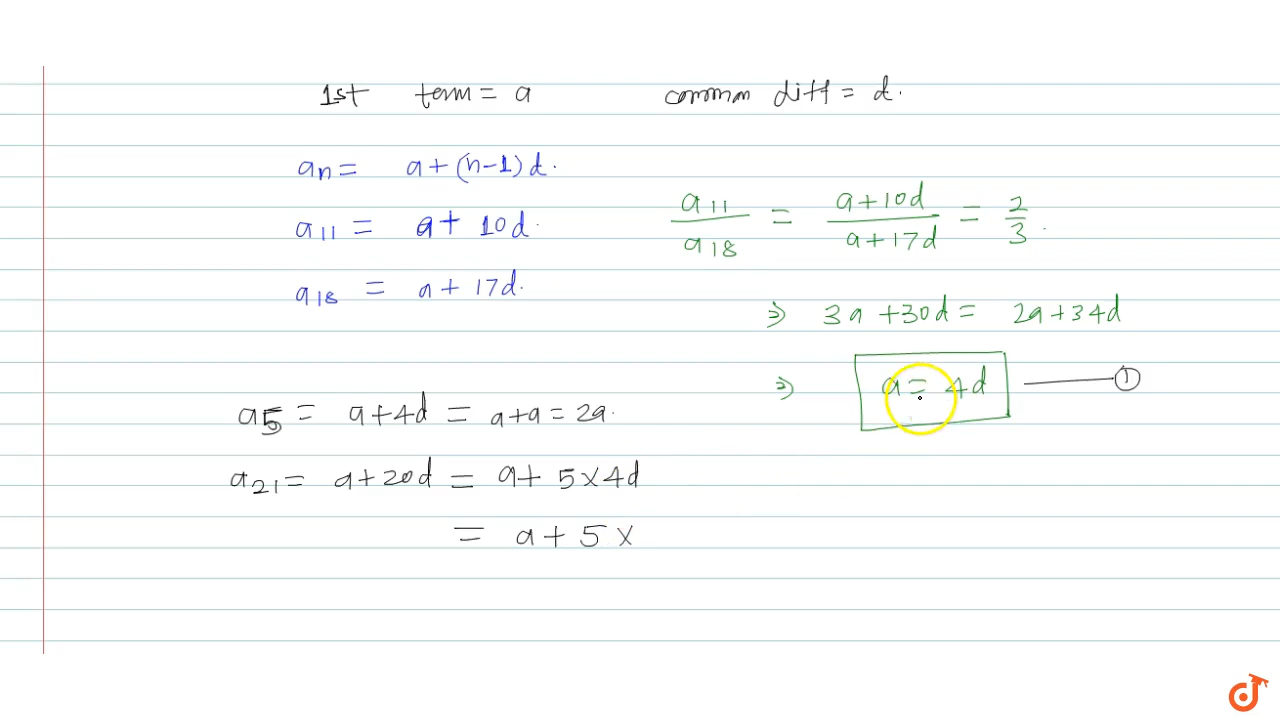 1st term = a    common diff = d.
an = a + (n-1)d.
a11 = a + 10d.
a18 = a + 17d.
a11/a18 = (a+10d)/(a+17d) = 2/3.
⇒ 3a + 30d = 2a + 34d
⇒ a = 4d ——— ①
a5 = a + 4d = a + a = 2a.
a21 = a + 20d = a + 5 × 4d
= a + 5 ×